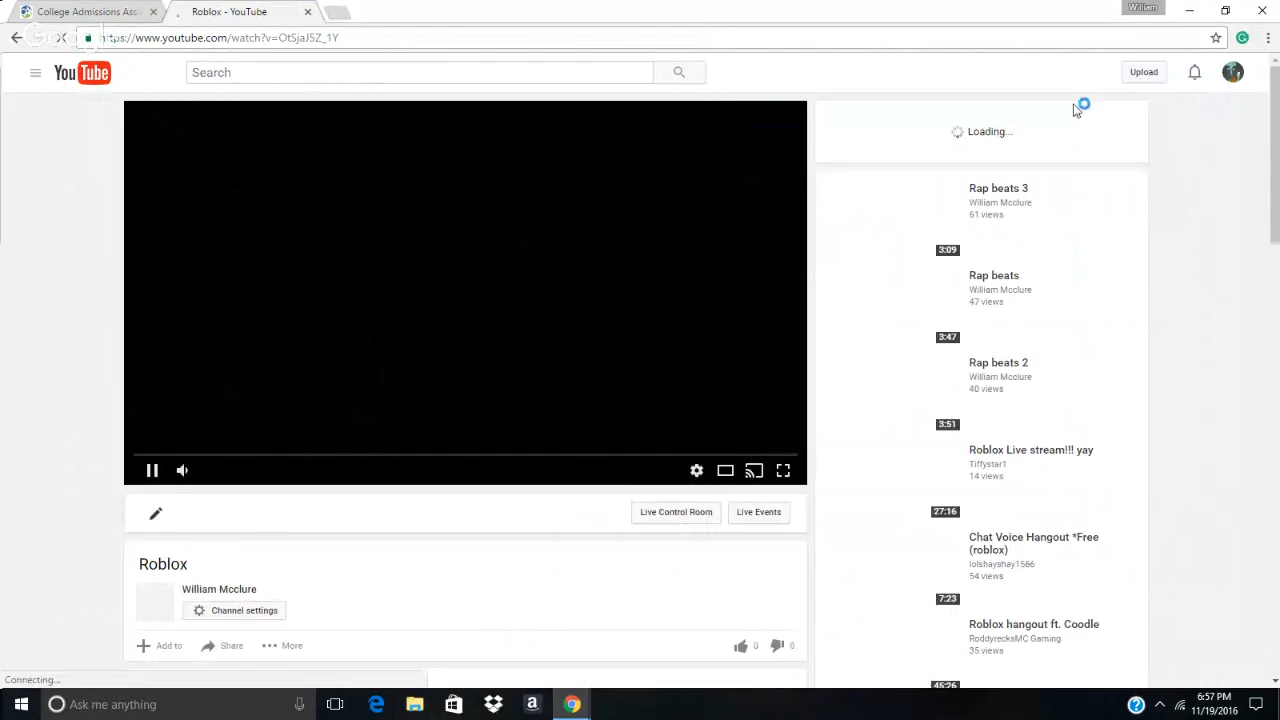 College Admissions Ass
Roblox - YouTube
William
https://www.youtube.com/watch?v=OtSjaJ5Z_1Y
YouTube
Search
Upload
Loading...
Rap beats 3
William Mcclure
61 views
3:09
Rap beats
William Mcclure
47 views
3:47
Rap beats 2
William Mcclure
40 views
3:51
Roblox Live stream!!! yay
Tiffystar1
14 views
27:16
Chat Voice Hangout *Free
(roblox)
lolshayshay1566
54 views
7:23
Roblox hangout ft. Coodle
RoddyrecksMC Gaming
35 views
45:26
Live Control Room
Live Events
Roblox
William Mcclure
Channel settings
Add to
Share
More
0
0
Connecting...
Ask me anything
6:57 PM
11/19/2016